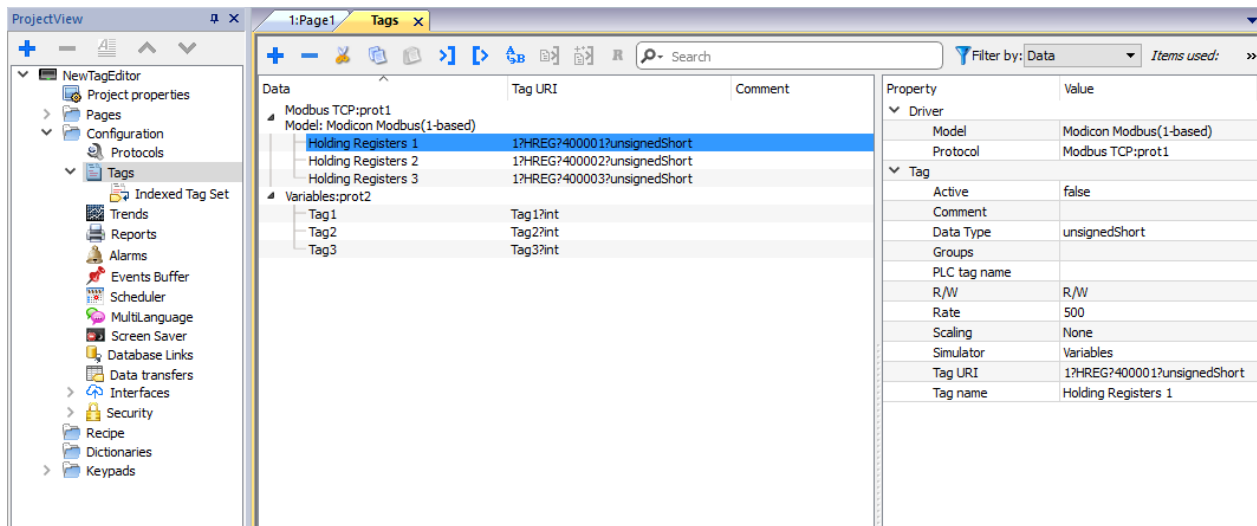 ProjectView
NewTagEditor
Project properties
Pages
Configuration
Protocols
Tags
Indexed Tag Set
Trends
Reports
Alarms
Events Buffer
Scheduler
MultiLanguage
Screen Saver
Database Links
Data transfers
Interfaces
Security
Recipe
Dictionaries
Keypads
1:Page1 Tags
R Search Filter by: Data Items used: »
Data Tag URI Comment
Modbus TCP:prot1
Model: Modicon Modbus(1-based)
Holding Registers 1 1?HREG?400001?unsignedShort
Holding Registers 2 1?HREG?400002?unsignedShort
Holding Registers 3 1?HREG?400003?unsignedShort
Variables:prot2
Tag1 Tag1?int
Tag2 Tag2?int
Tag3 Tag3?int
Property Value
Driver
Model Modicon Modbus(1-based)
Protocol Modbus TCP:prot1
Tag
Active false
Comment
Data Type unsignedShort
Groups
PLC tag name
R/W R/W
Rate 500
Scaling None
Simulator Variables
Tag URI 1?HREG?400001?unsignedShort
Tag name Holding Registers 1